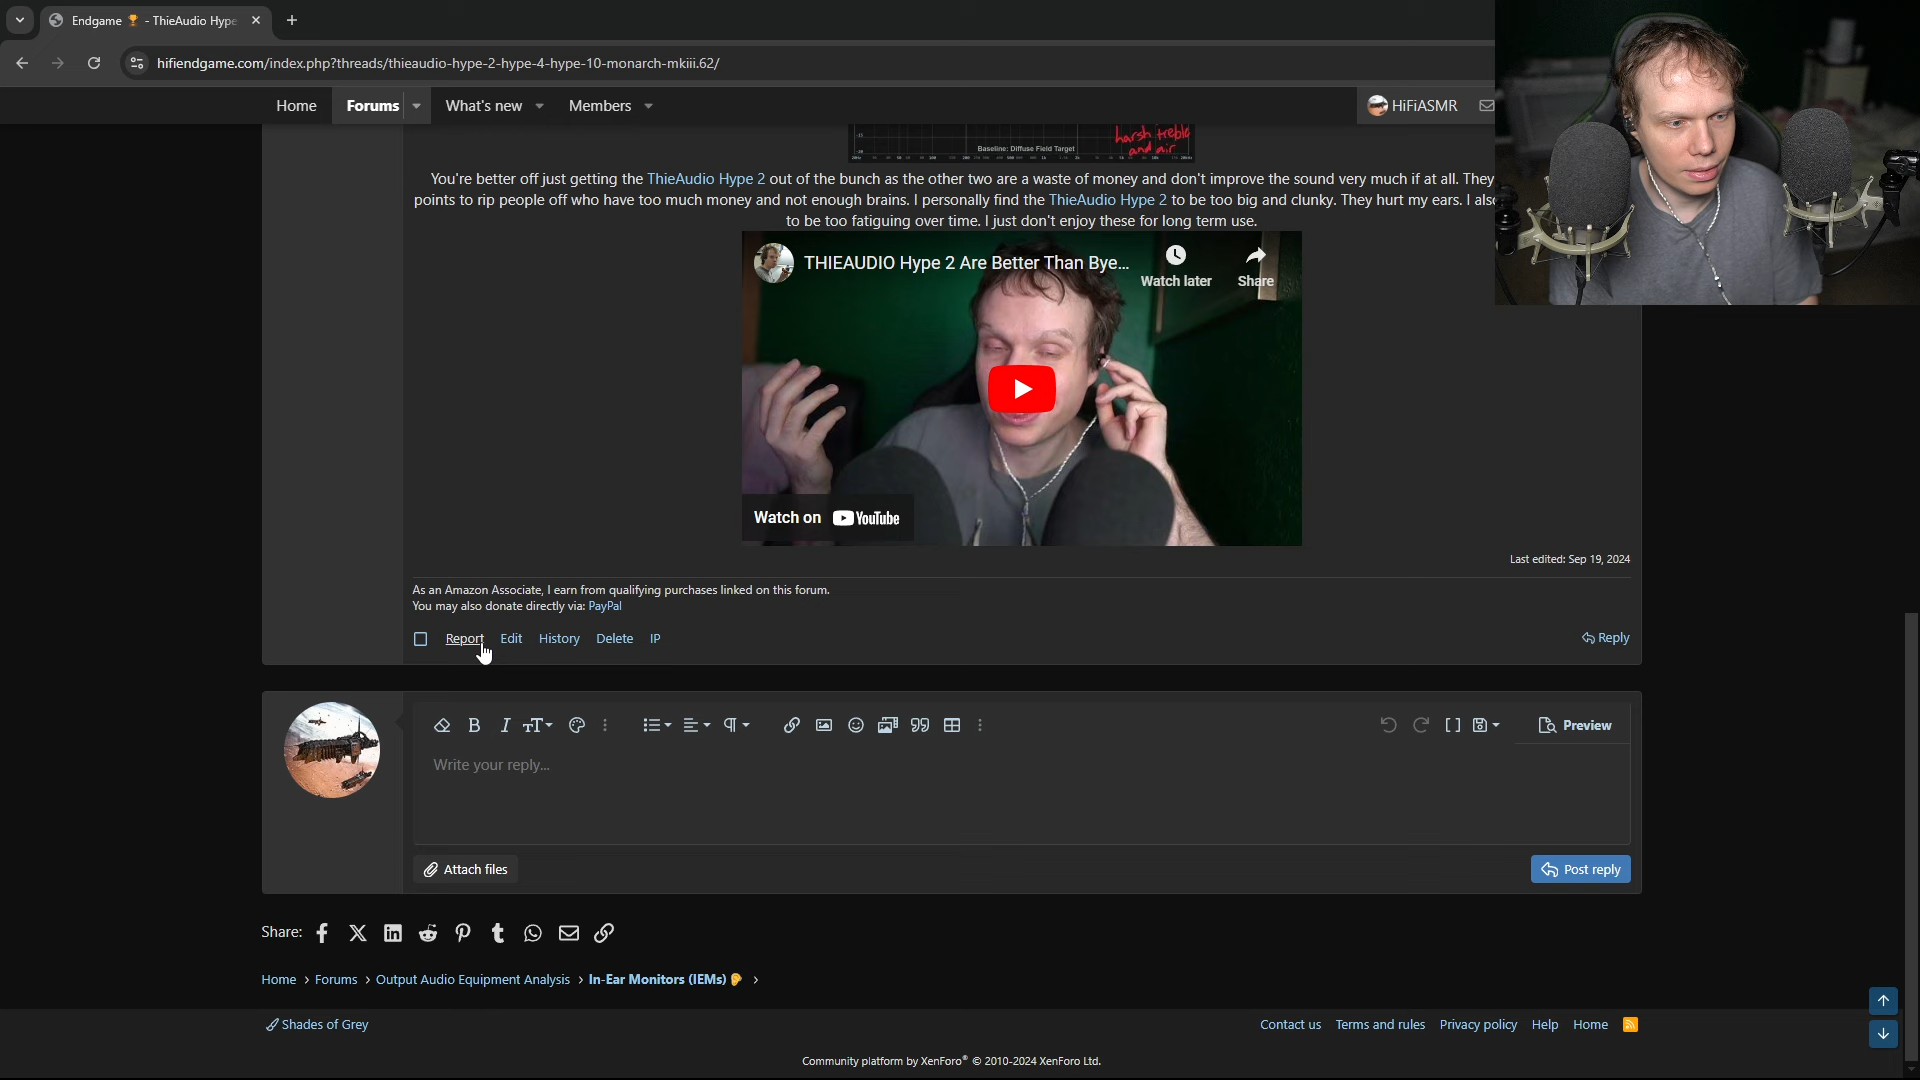 Endgame 🏆 - ThieAudio Hype
hifiendgame.com/index.php?threads/thieaudio-hype-2-hype-4-hype-10-monarch-mkiii.62/
Home Forums What's new Members HiFiASMR
harsh treble
and air
Baseline: Diffuse Field Target
You're better off just getting the ThieAudio Hype 2 out of the bunch as the other two are a waste of money and don't improve the sound very much if at all. They
points to rip people off who have too much money and not enough brains. I personally find the ThieAudio Hype 2 to be too big and clunky. They hurt my ears. I also
to be too fatiguing over time. I just don't enjoy these for long term use.
THIEAUDIO Hype 2 Are Better Than Bye...
Watch later Share
Watch on YouTube
Last edited: Sep 19, 2024
As an Amazon Associate, I earn from qualifying purchases linked on this forum.
You may also donate directly via: PayPal
Report Edit History Delete IP Reply
Preview
Write your reply...
Attach files Post reply
Share:
Home › Forums › Output Audio Equipment Analysis › In-Ear Monitors (IEMs) 👂 ›
Shades of Grey Contact us Terms and rules Privacy policy Help Home
Community platform by XenForo® © 2010-2024 XenForo Ltd.